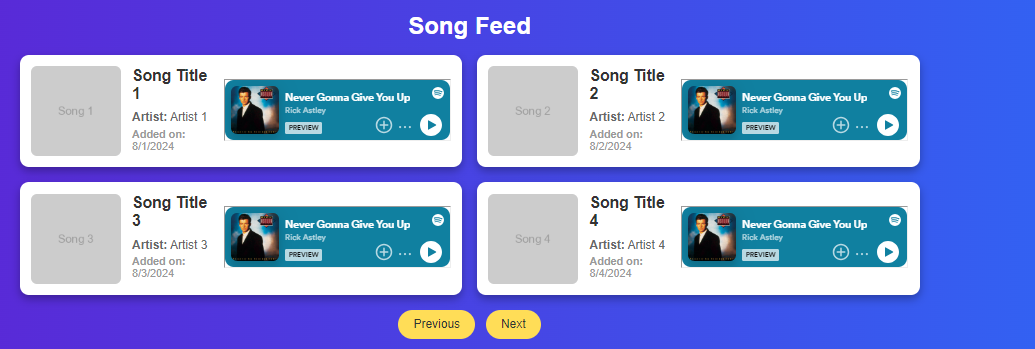 Song Feed
Song 1
Song Title
1
Artist: Artist 1
Added on:
8/1/2024
Never Gonna Give You Up
Rick Astley
PREVIEW
Song 2
Song Title
2
Artist: Artist 2
Added on:
8/2/2024
Never Gonna Give You Up
Rick Astley
PREVIEW
Song 3
Song Title
3
Artist: Artist 3
Added on:
8/3/2024
Never Gonna Give You Up
Rick Astley
PREVIEW
Song 4
Song Title
4
Artist: Artist 4
Added on:
8/4/2024
Never Gonna Give You Up
Rick Astley
PREVIEW
Previous
Next